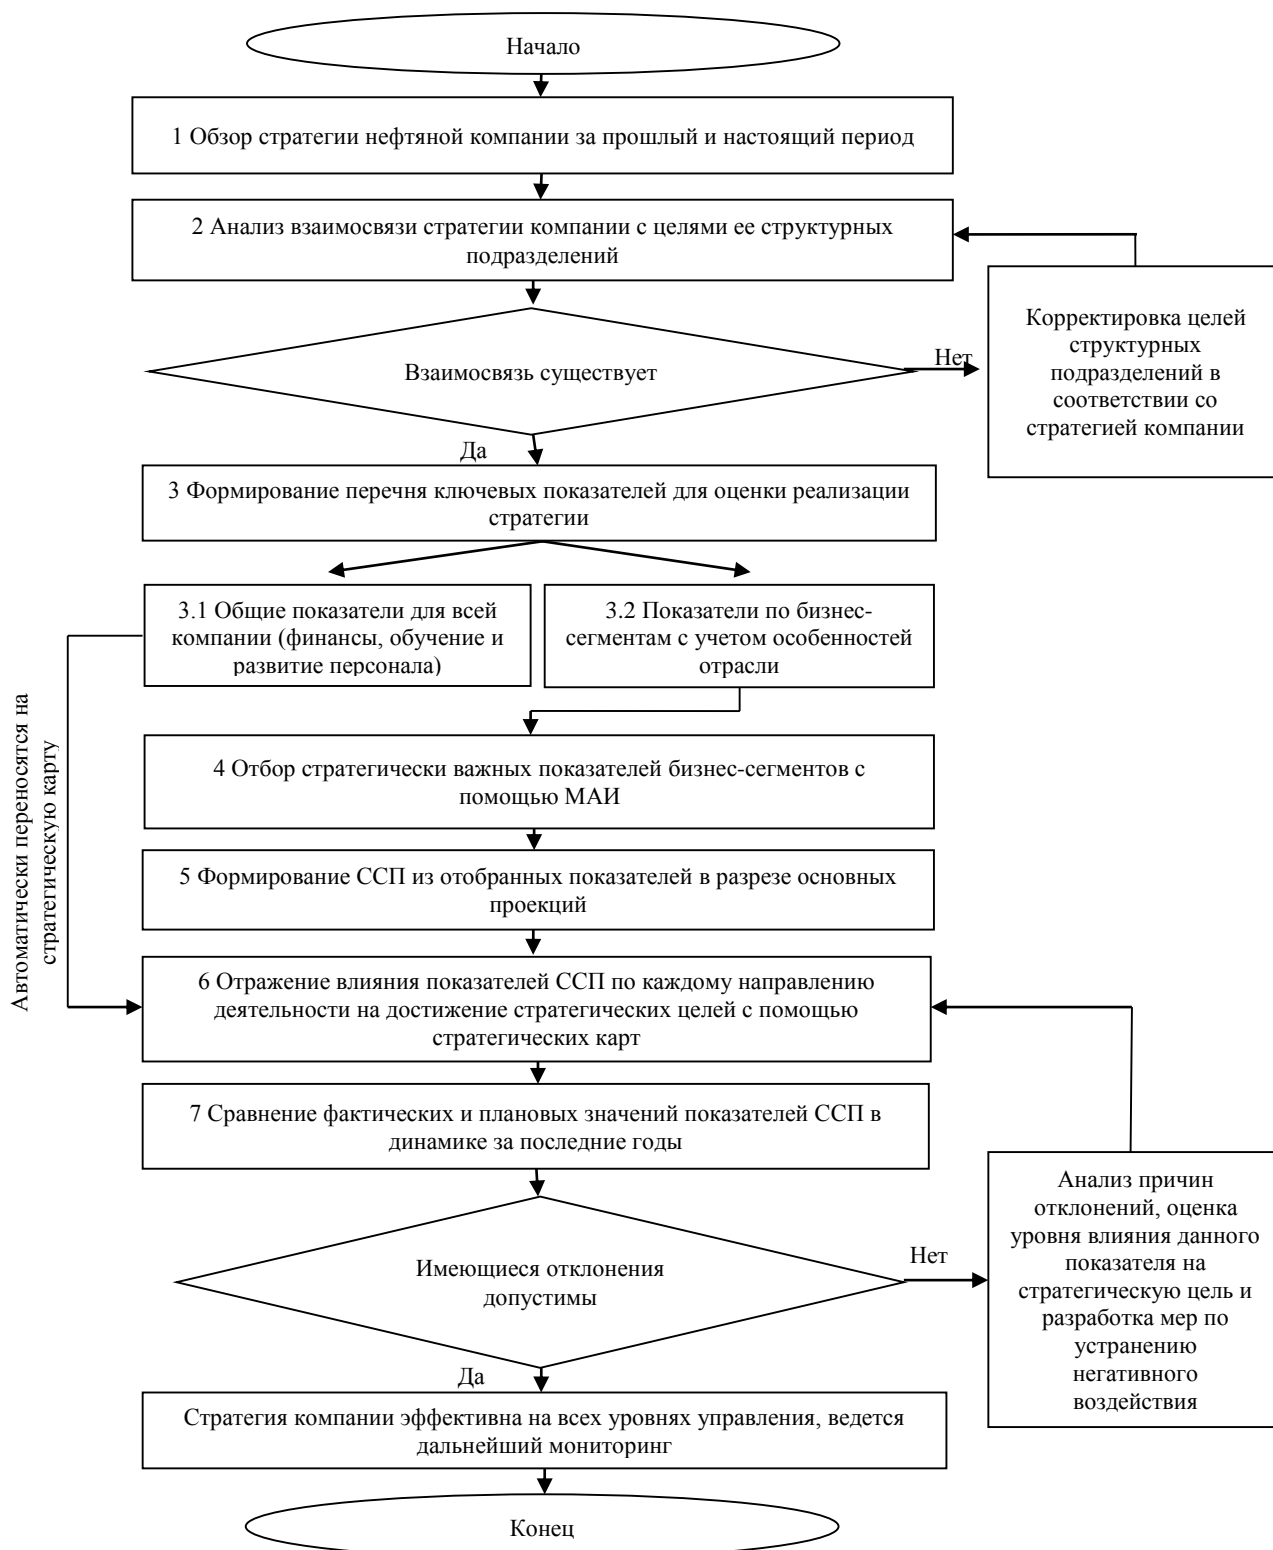 Начало
1 Обзор стратегии нефтяной компании за прошлый и настоящий период
2 Анализ взаимосвязи стратегии компании с целями ее структурных
подразделений
Взаимосвязь существует
Нет
Корректировка целей
структурных
подразделений в
соответствии со
стратегией компании
Да
3 Формирование перечня ключевых показателей для оценки реализации
стратегии
3.1 Общие показатели для всей
компании (финансы, обучение и
развитие персонала)
3.2 Показатели по бизнес-
сегментам с учетом особенностей
отрасли
Автоматически переносятся на
стратегическую карту
4 Отбор стратегически важных показателей бизнес-сегментов с
помощью МАИ
5 Формирование ССП из отобранных показателей в разрезе основных
проекций
6 Отражение влияния показателей ССП по каждому направлению
деятельности на достижение стратегических целей с помощью
стратегических карт
7 Сравнение фактических и плановых значений показателей ССП в
динамике за последние годы
Имеющиеся отклонения
допустимы
Нет
Анализ причин
отклонений, оценка
уровня влияния данного
показателя на
стратегическую цель и
разработка мер по
устранению
негативного
воздействия
Да
Стратегия компании эффективна на всех уровнях управления, ведется
дальнейший мониторинг
Конец